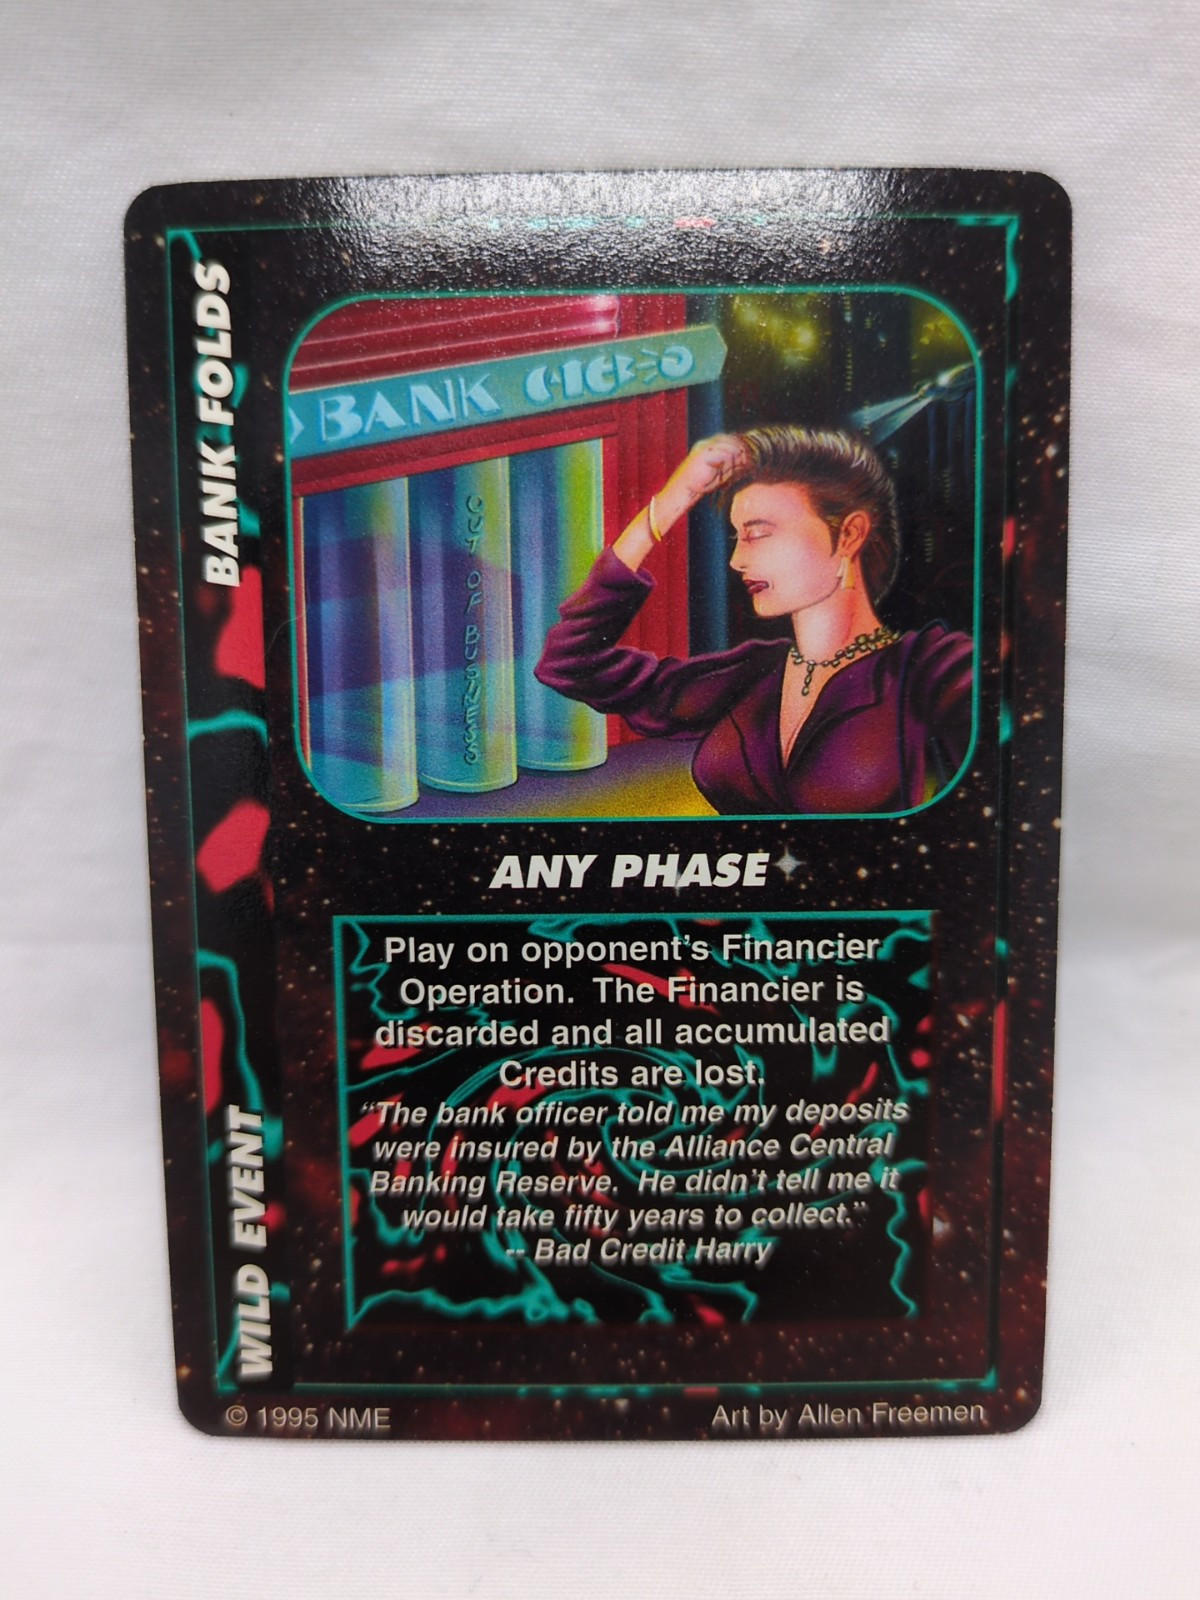 BANK FOLDS
WILD EVENT
BANK
OUT OF BUSINESS
ANY PHASE
Play on opponent's Financier
Operation. The Financier is
discarded and all accumulated
Credits are lost.
“The bank officer told me my deposits
were insured by the Alliance Central
Banking Reserve. He didn't tell me it
would take fifty years to collect.”
-- Bad Credit Harry
© 1995 NME
Art by Allen Freemen